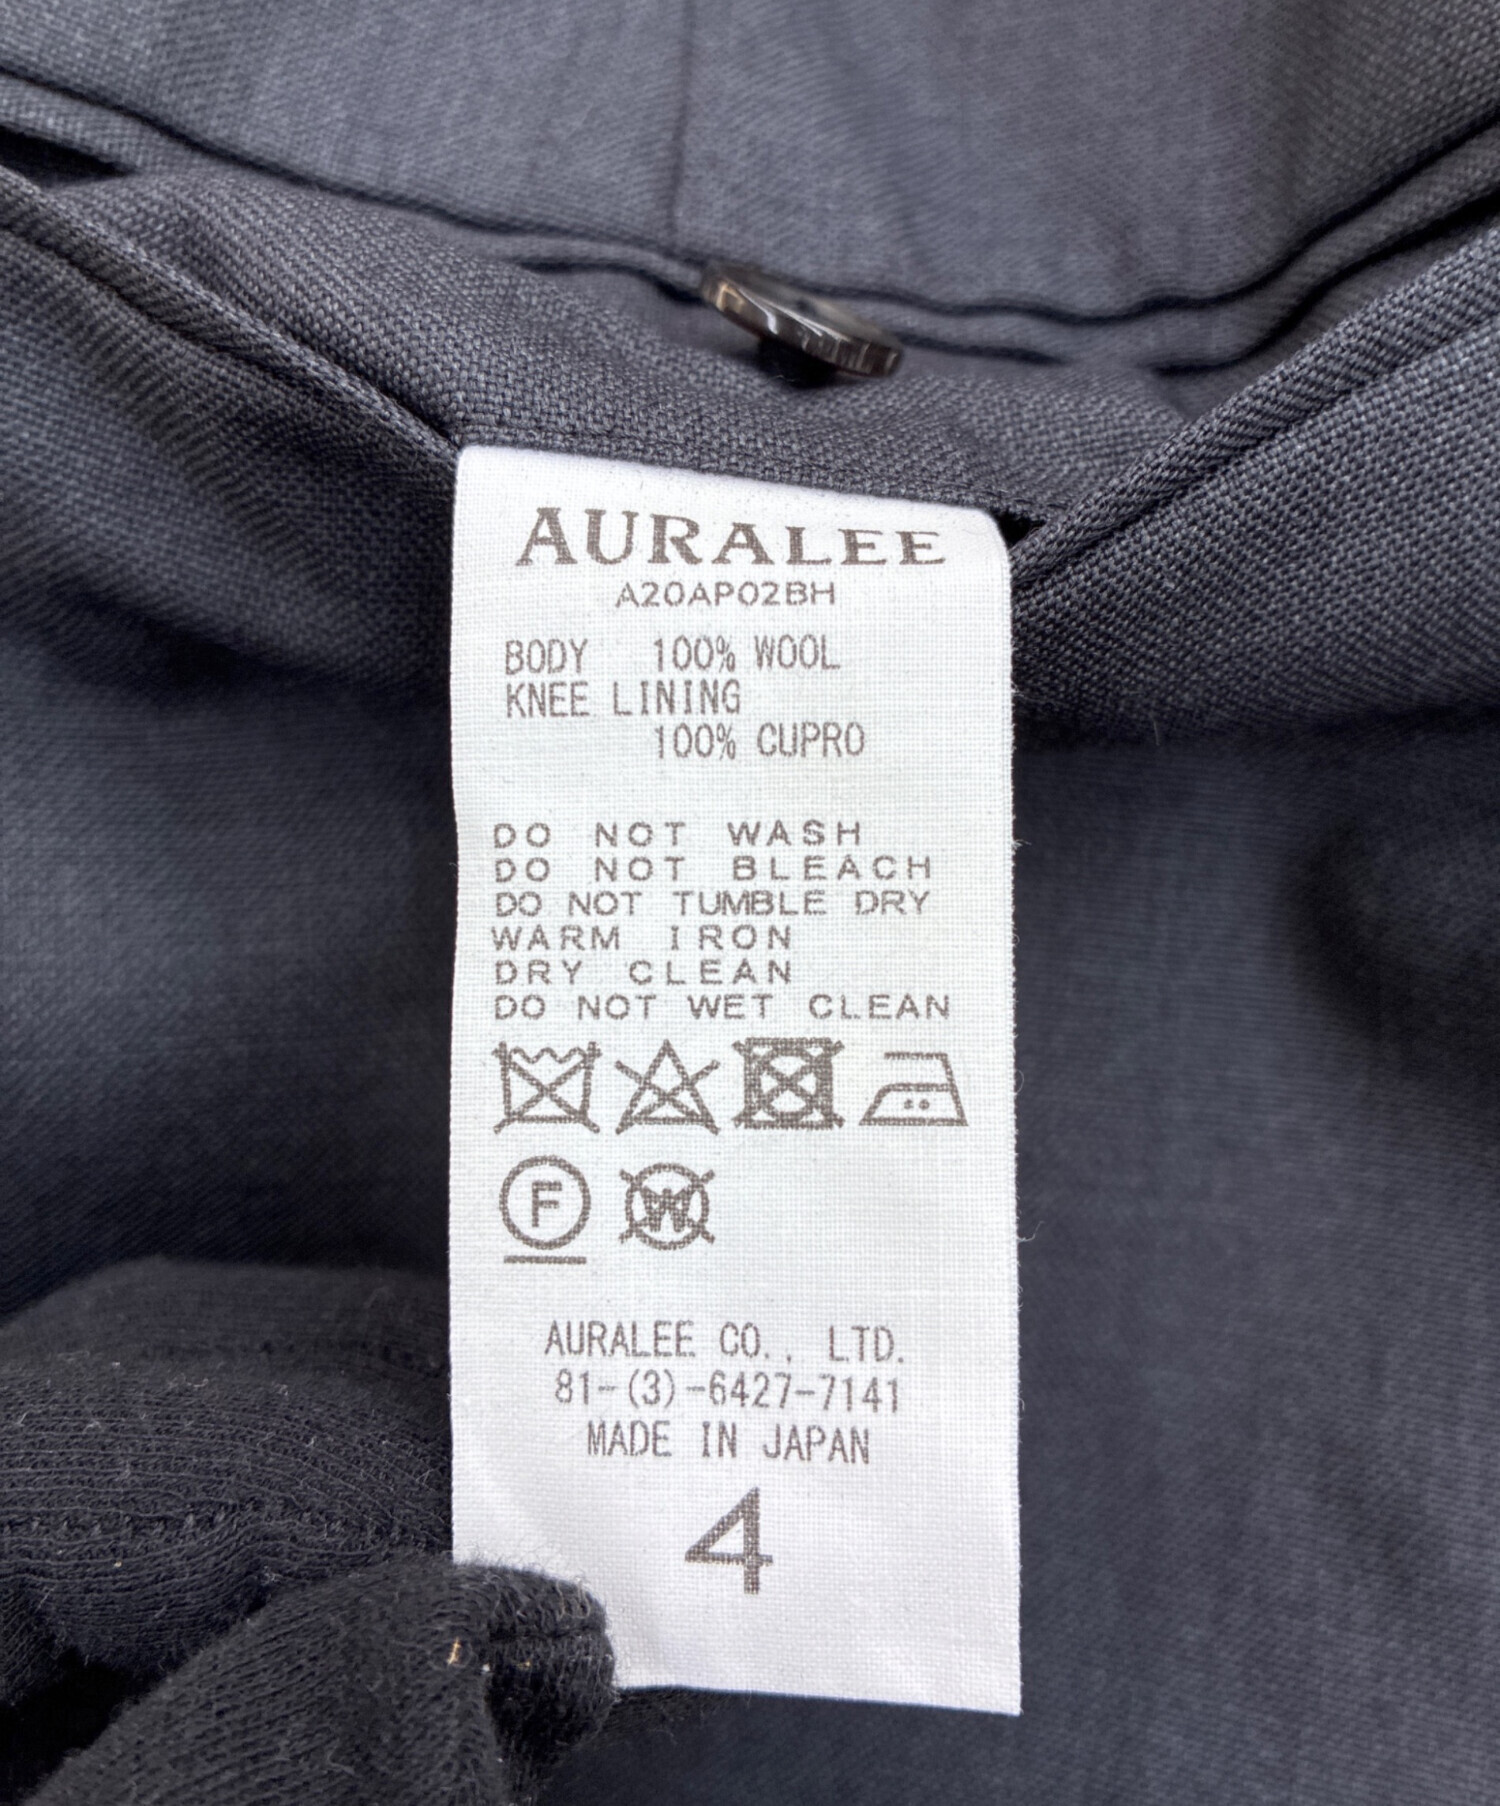 AURALEE
A20AP02BH
BODY 100% WOOL
KNEE LINING
100% CUPRO
DO NOT WASH
DO NOT BLEACH
DO NOT TUMBLE DRY
WARM IRON
DRY CLEAN
DO NOT WET CLEAN
F W
AURALEE CO., LTD.
81-(3)-6427-7141
MADE IN JAPAN
4